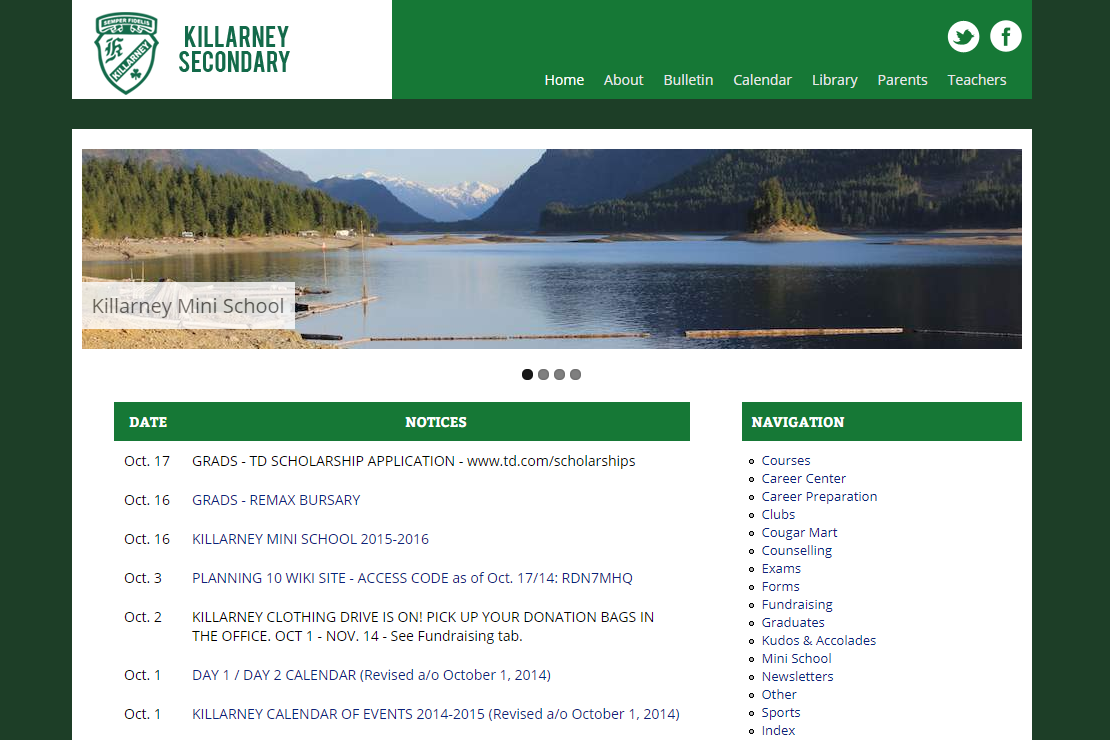 SEMPER FIDELIS
K
KILLARNEY
KILLARNEY
SECONDARY
f
Home About Bulletin Calendar Library Parents Teachers
Killarney Mini School
DATE NOTICES
Oct. 17 GRADS - TD SCHOLARSHIP APPLICATION - www.td.com/scholarships
Oct. 16 GRADS - REMAX BURSARY
Oct. 16 KILLARNEY MINI SCHOOL 2015-2016
Oct. 3 PLANNING 10 WIKI SITE - ACCESS CODE as of Oct. 17/14: RDN7MHQ
Oct. 2 KILLARNEY CLOTHING DRIVE IS ON! PICK UP YOUR DONATION BAGS IN
THE OFFICE. OCT 1 - NOV. 14 - See Fundraising tab.
Oct. 1 DAY 1 / DAY 2 CALENDAR (Revised a/o October 1, 2014)
Oct. 1 KILLARNEY CALENDAR OF EVENTS 2014-2015 (Revised a/o October 1, 2014)
NAVIGATION
Courses
Career Center
Career Preparation
Clubs
Cougar Mart
Counselling
Exams
Forms
Fundraising
Graduates
Kudos & Accolades
Mini School
Newsletters
Other
Sports
Index